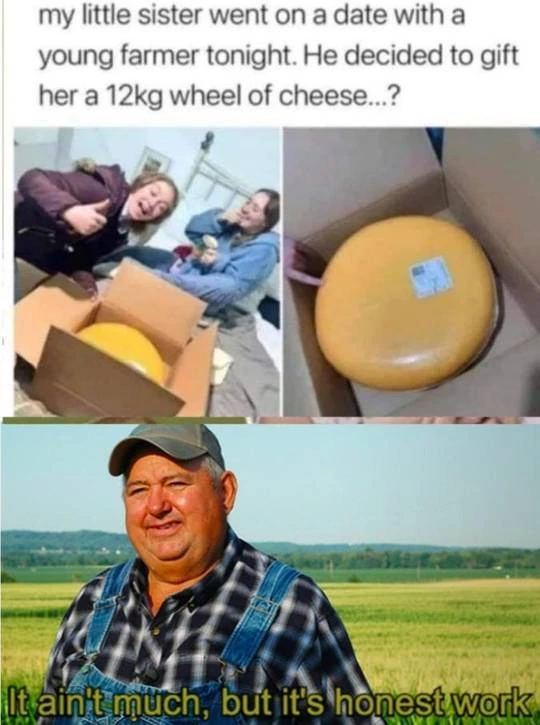 my little sister went on a date with a
young farmer tonight. He decided to gift
her a 12kg wheel of cheese...?
It ain't much, but it's honest work